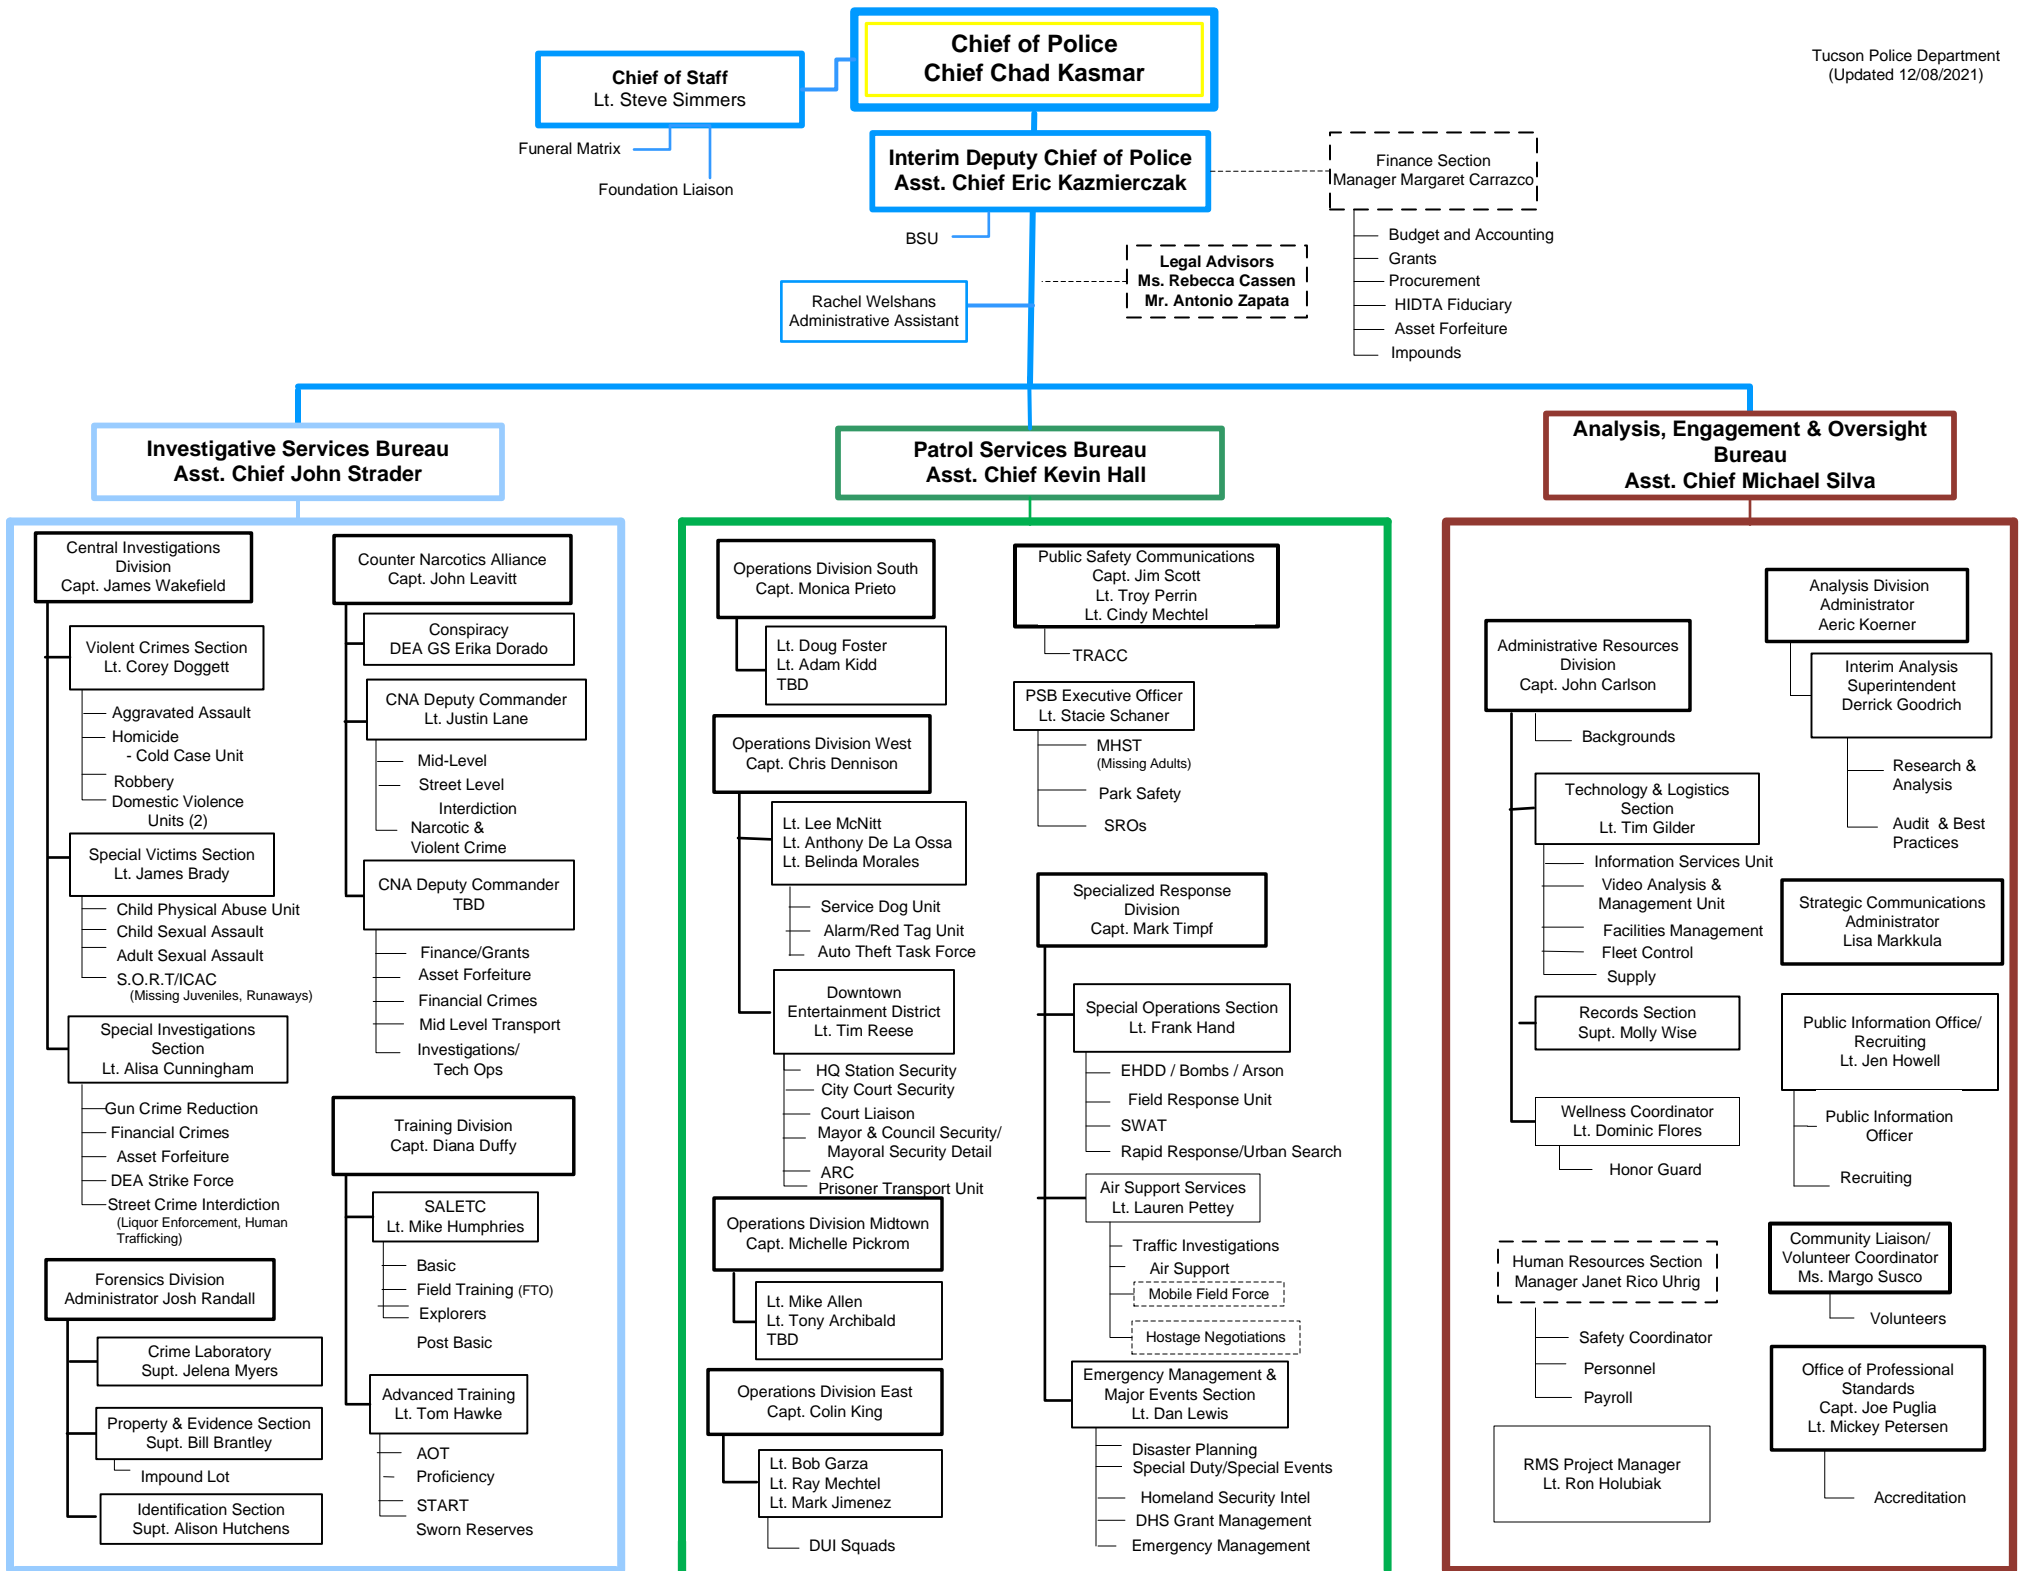 Chief of Police
Chief Chad Kasmar
Tucson Police Department
(Updated 12/08/2021)
Chief of Staff
Lt. Steve Simmers
Funeral Matrix
Foundation Liaison
Interim Deputy Chief of Police
Asst. Chief Eric Kazmierczak
BSU
Finance Section
Manager Margaret Carrazco
Budget and Accounting
Grants
Procurement
HIDTA Fiduciary
Asset Forfeiture
Impounds
Legal Advisors
Ms. Rebecca Cassen
Mr. Antonio Zapata
Rachel Welshans
Administrative Assistant
Investigative Services Bureau
Asst. Chief John Strader
Central Investigations
Division
Capt. James Wakefield
Violent Crimes Section
Lt. Corey Doggett
Aggravated Assault
Homicide
- Cold Case Unit
Robbery
Domestic Violence
Units (2)
Special Victims Section
Lt. James Brady
Child Physical Abuse Unit
Child Sexual Assault
Adult Sexual Assault
S.O.R.T/ICAC
(Missing Juveniles, Runaways)
Special Investigations
Section
Lt. Alisa Cunningham
Gun Crime Reduction
Financial Crimes
Asset Forfeiture
DEA Strike Force
Street Crime Interdiction
(Liquor Enforcement, Human
Trafficking)
Forensics Division
Administrator Josh Randall
Crime Laboratory
Supt. Jelena Myers
Property & Evidence Section
Supt. Bill Brantley
Impound Lot
Identification Section
Supt. Alison Hutchens
Counter Narcotics Alliance
Capt. John Leavitt
Conspiracy
DEA GS Erika Dorado
CNA Deputy Commander
Lt. Justin Lane
Mid-Level
Street Level
Interdiction
Narcotic &
Violent Crime
CNA Deputy Commander
TBD
Finance/Grants
Asset Forfeiture
Financial Crimes
Mid Level Transport
Investigations/
Tech Ops
Training Division
Capt. Diana Duffy
SALETC
Lt. Mike Humphries
Basic
Field Training (FTO)
Explorers
Post Basic
Advanced Training
Lt. Tom Hawke
AOT
Proficiency
START
Sworn Reserves
Patrol Services Bureau
Asst. Chief Kevin Hall
Operations Division South
Capt. Monica Prieto
Lt. Doug Foster
Lt. Adam Kidd
TBD
Operations Division West
Capt. Chris Dennison
Lt. Lee McNitt
Lt. Anthony De La Ossa
Lt. Belinda Morales
Service Dog Unit
Alarm/Red Tag Unit
Auto Theft Task Force
Downtown
Entertainment District
Lt. Tim Reese
HQ Station Security
City Court Security
Court Liaison
Mayor & Council Security/
Mayoral Security Detail
ARC
Prisoner Transport Unit
Operations Division Midtown
Capt. Michelle Pickrom
Lt. Mike Allen
Lt. Tony Archibald
TBD
Operations Division East
Capt. Colin King
Lt. Bob Garza
Lt. Ray Mechtel
Lt. Mark Jimenez
DUI Squads
Public Safety Communications
Capt. Jim Scott
Lt. Troy Perrin
Lt. Cindy Mechtel
TRACC
PSB Executive Officer
Lt. Stacie Schaner
MHST
(Missing Adults)
Park Safety
SROs
Specialized Response
Division
Capt. Mark Timpf
Special Operations Section
Lt. Frank Hand
EHDD / Bombs / Arson
Field Response Unit
SWAT
Rapid Response/Urban Search
Air Support Services
Lt. Lauren Pettey
Traffic Investigations
Air Support
Mobile Field Force
Hostage Negotiations
Emergency Management &
Major Events Section
Lt. Dan Lewis
Disaster Planning
Special Duty/Special Events
Homeland Security Intel
DHS Grant Management
Emergency Management
Analysis, Engagement & Oversight
Bureau
Asst. Chief Michael Silva
Administrative Resources
Division
Capt. John Carlson
Backgrounds
Technology & Logistics
Section
Lt. Tim Gilder
Information Services Unit
Video Analysis &
Management Unit
Facilities Management
Fleet Control
Supply
Records Section
Supt. Molly Wise
Wellness Coordinator
Lt. Dominic Flores
Honor Guard
Human Resources Section
Manager Janet Rico Uhrig
Safety Coordinator
Personnel
Payroll
RMS Project Manager
Lt. Ron Holubiak
Analysis Division
Administrator
Aeric Koerner
Interim Analysis
Superintendent
Derrick Goodrich
Research &
Analysis
Audit & Best
Practices
Strategic Communications
Administrator
Lisa Markkula
Public Information Office/
Recruiting
Lt. Jen Howell
Public Information
Officer
Recruiting
Community Liaison/
Volunteer Coordinator
Ms. Margo Susco
Volunteers
Office of Professional
Standards
Capt. Joe Puglia
Lt. Mickey Petersen
Accreditation